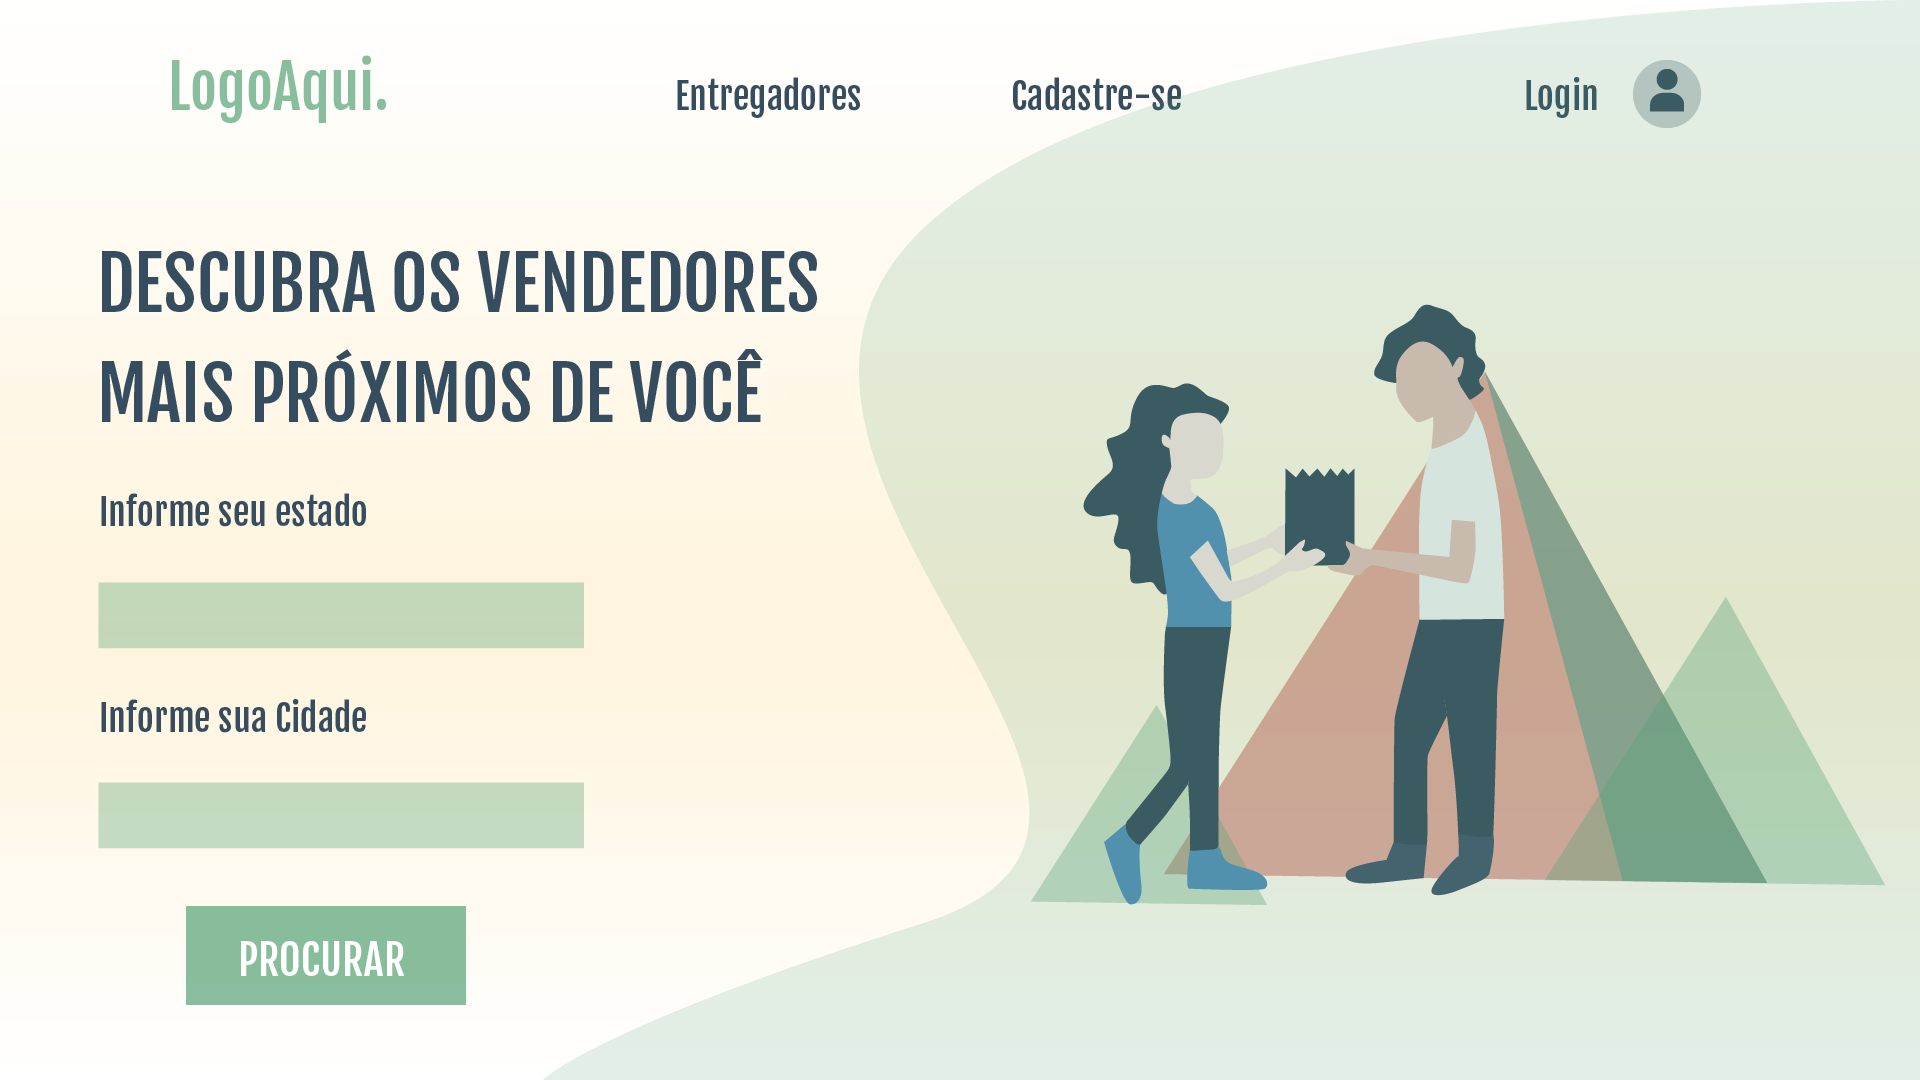 LogoAqui.
Entregadores
Cadastre-se
Login
DESCUBRA OS VENDEDORES
MAIS PRÓXIMOS DE VOCÊ
Informe seu estado
Informe sua Cidade
PROCURAR